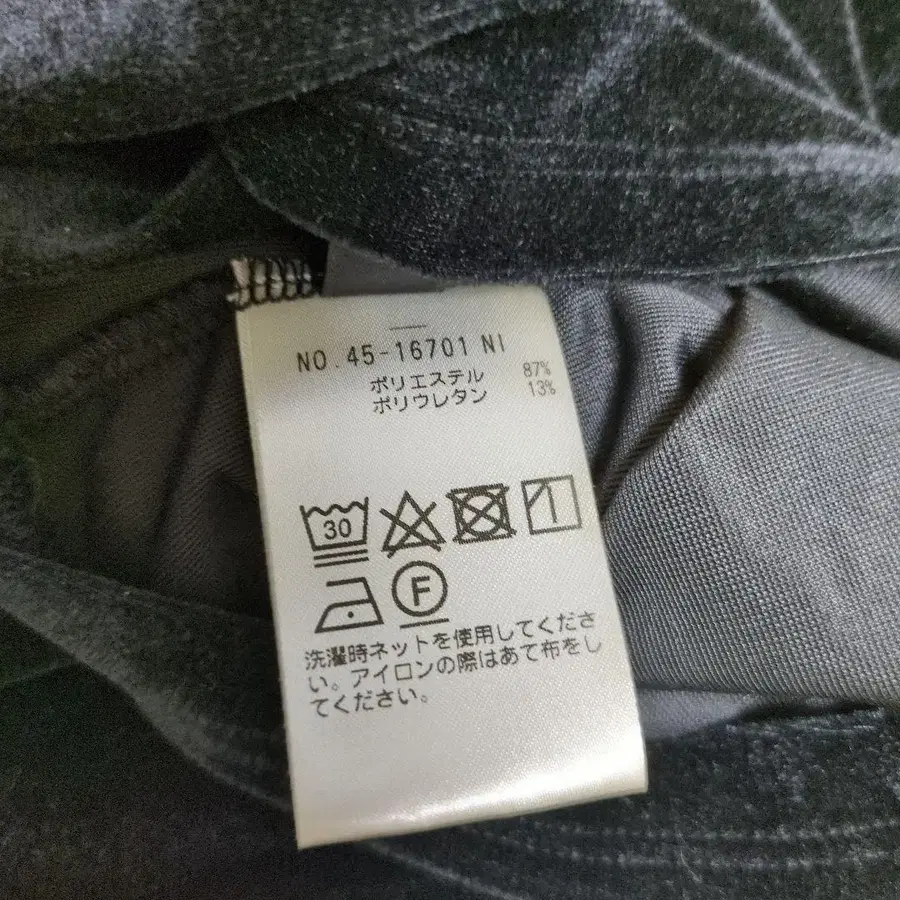 NO.45-16701 NI
ポリエステル 87%
ポリウレタン 13%
30
F
洗濯時ネットを使用してくださ
い。アイロンの際はあて布をし
てください。